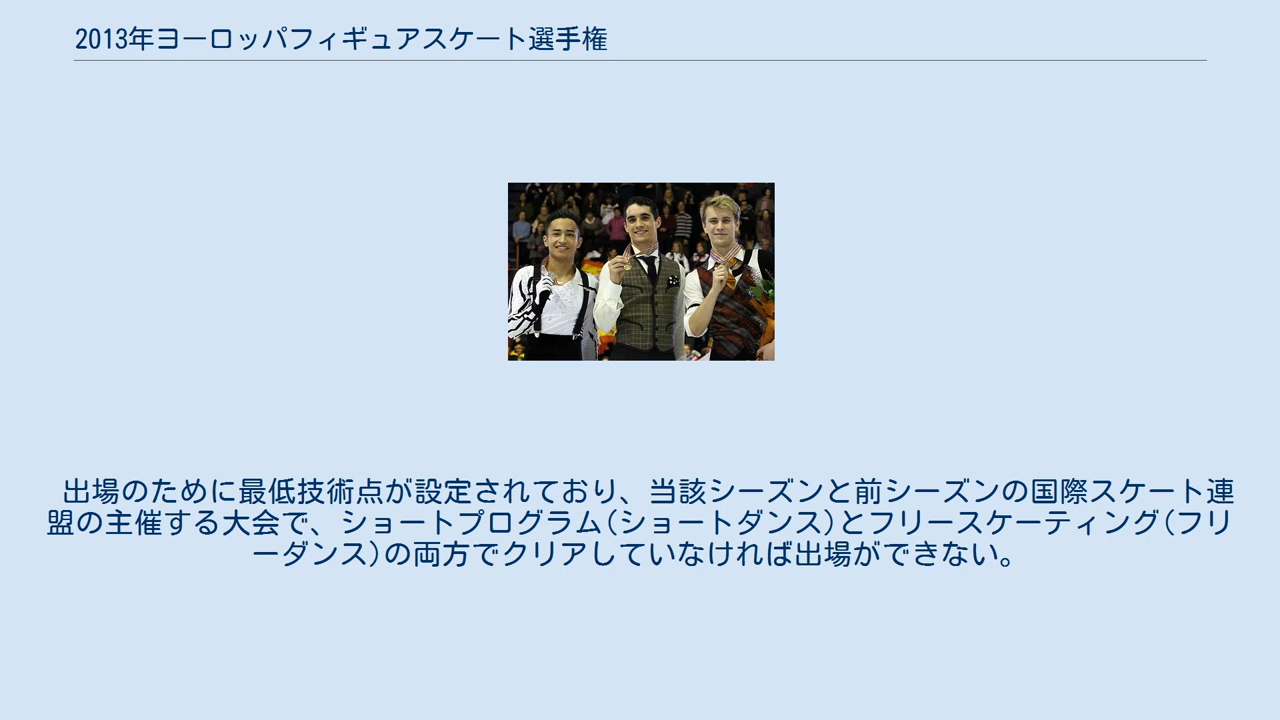 2013年ヨーロッパフィギュアスケート選手権
出場のために最低技術点が設定されており、当該シーズンと前シーズンの国際スケート連
盟の主催する大会で、ショートプログラム(ショートダンス)とフリースケーティング(フリ
ーダンス)の両方でクリアしていなければ出場ができない。